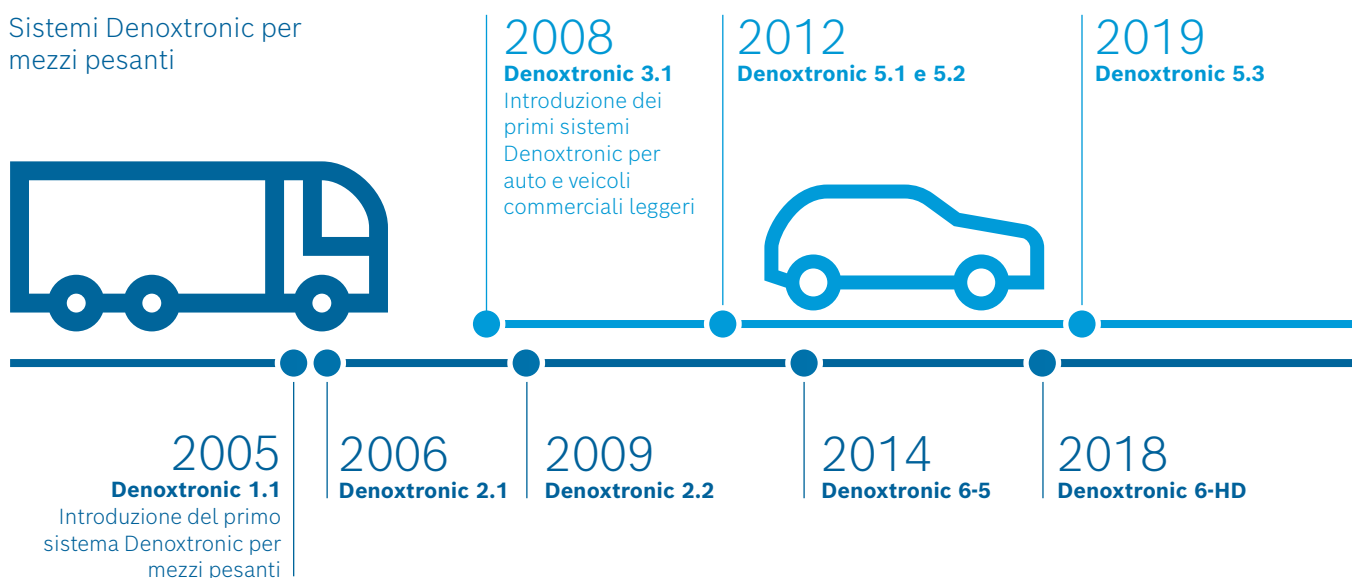 Sistemi Denoxtronic per
mezzi pesanti
2008
Denoxtronic 3.1
Introduzione dei
primi sistemi
Denoxtronic per
auto e veicoli
commerciali leggeri
2012
Denoxtronic 5.1 e 5.2
2019
Denoxtronic 5.3
2005
Denoxtronic 1.1
Introduzione del primo
sistema Denoxtronic per
mezzi pesanti
2006
Denoxtronic 2.1
2009
Denoxtronic 2.2
2014
Denoxtronic 6-5
2018
Denoxtronic 6-HD